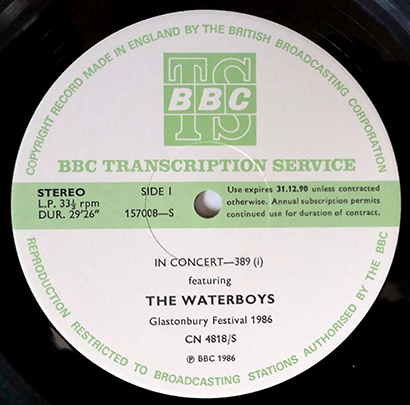 COPYRIGHT RECORD MADE IN ENGLAND BY THE BRITISH BROADCASTING CORPORATION
TS
BBC
BBC TRANSCRIPTION SERVICE
STEREO
L.P. 33⅓ rpm
DUR. 29'26"
SIDE I
157008—S
Use expires 31.12.90 unless contracted
otherwise. Annual subscription permits
continued use for duration of contract.
IN CONCERT—389 (i)
featuring
THE WATERBOYS
Glastonbury Festival 1986
CN 4818/S
℗ BBC 1986
REPRODUCTION RESTRICTED TO BROADCASTING STATIONS AUTHORISED BY THE BBC